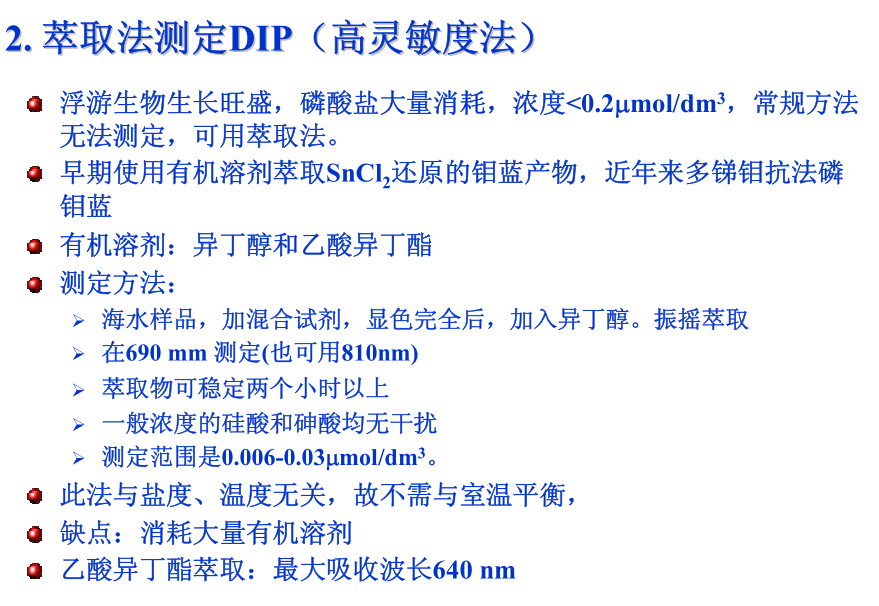 2. 萃取法测定DIP（高灵敏度法）
浮游生物生长旺盛，磷酸盐大量消耗，浓度<0.2μmol/dm³，常规方法
无法测定，可用萃取法。
早期使用有机溶剂萃取SnCl₂还原的钼蓝产物，近年来多锑钼抗法磷
钼蓝
有机溶剂：异丁醇和乙酸异丁酯
测定方法：
海水样品，加混合试剂，显色完全后，加入异丁醇。振摇萃取
在690 mm 测定(也可用810nm)
萃取物可稳定两个小时以上
一般浓度的硅酸和砷酸均无干扰
测定范围是0.006-0.03μmol/dm³。
此法与盐度、温度无关，故不需与室温平衡，
缺点：消耗大量有机溶剂
乙酸异丁酯萃取：最大吸收波长640 nm